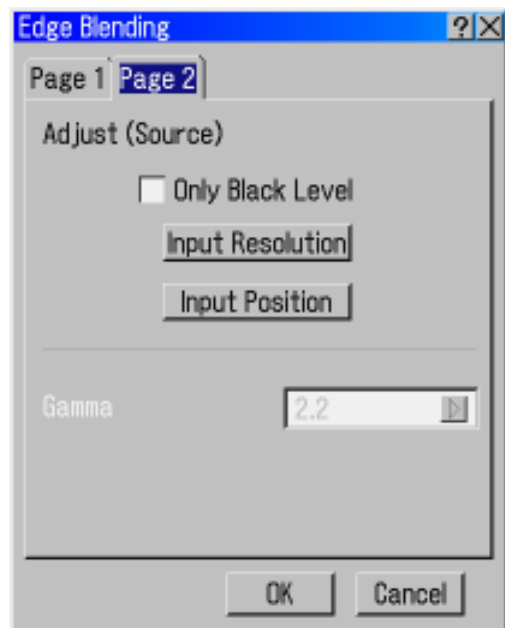 Edge Blending ? X
Page 1 Page 2
Adjust (Source)
Only Black Level
Input Resolution
Input Position
Gamma 2.2
OK Cancel